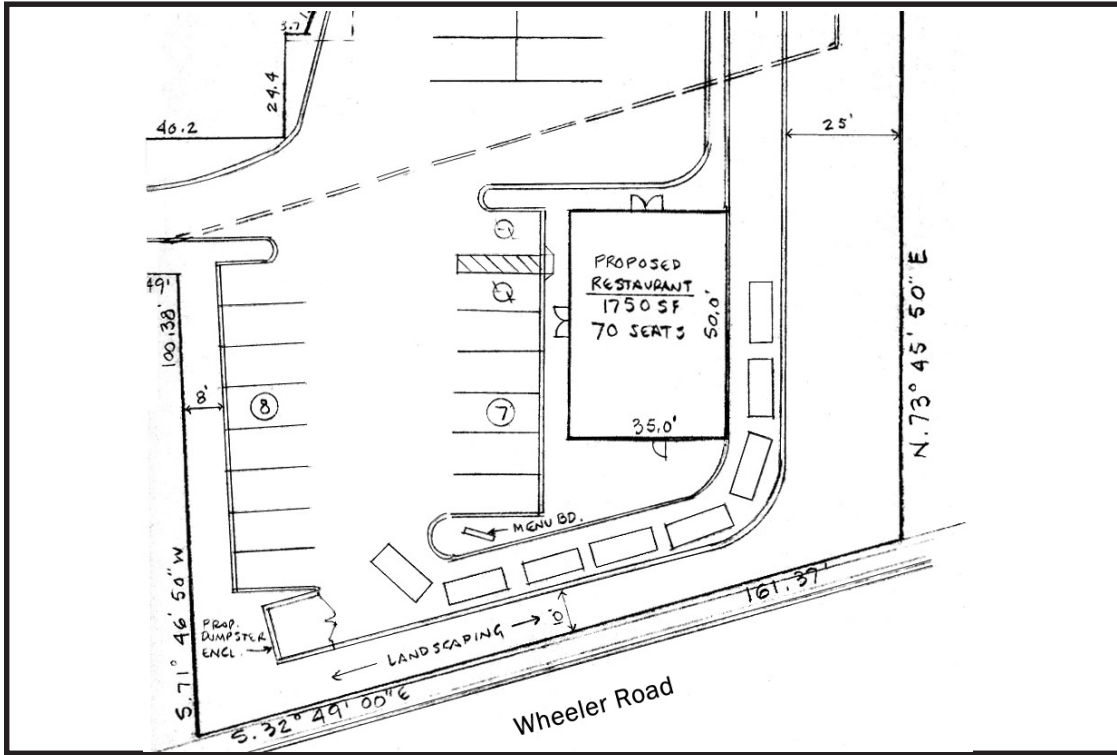 3.7
24.4
40.2
25'
PROPOSED
RESTAURANT
1750 SF
70 SEATS
50.0'
35.0'
49'
100.38'
8'
8
7
N. 73° 45' 50" E
MENU BD.
161.39'
10'
LANDSCAPING
PROP.
DUMPSTER
ENCL.
S. 71° 46' 50" W
S. 32° 49' 00" E
Wheeler Road